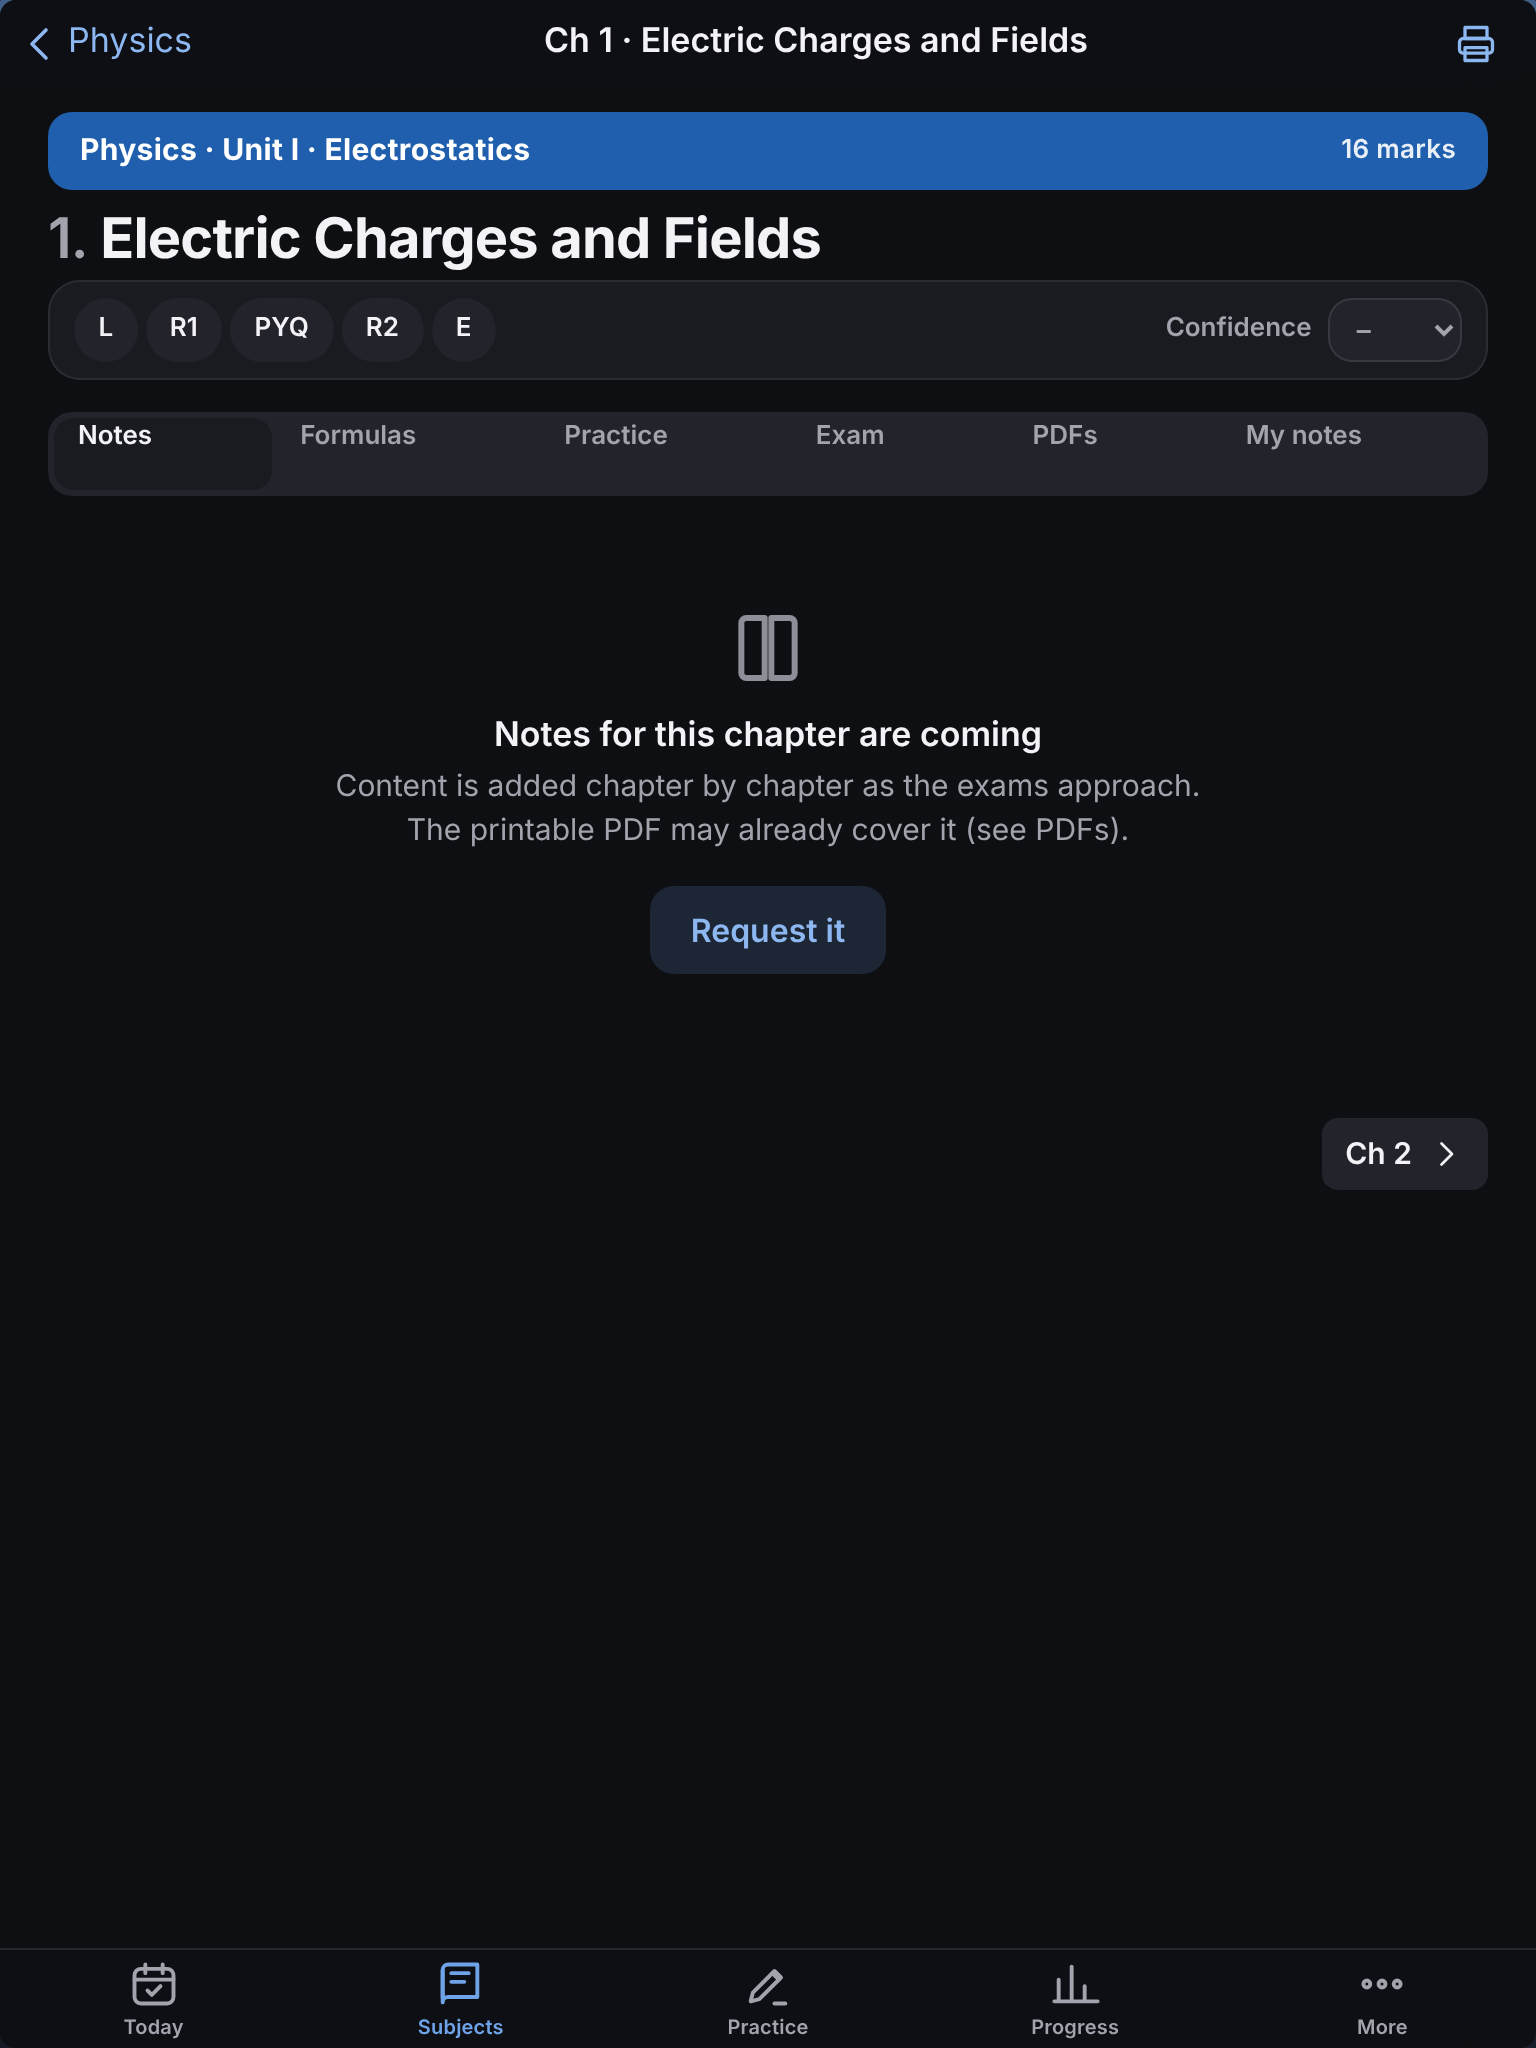 Physics
Ch 1 · Electric Charges and Fields
Physics · Unit I · Electrostatics
16 marks
1. Electric Charges and Fields
L R1 PYQ R2 E
Confidence –
Notes Formulas Practice Exam PDFs My notes
Notes for this chapter are coming
Content is added chapter by chapter as the exams approach.
The printable PDF may already cover it (see PDFs).
Request it
Ch 2
Today Subjects Practice Progress More